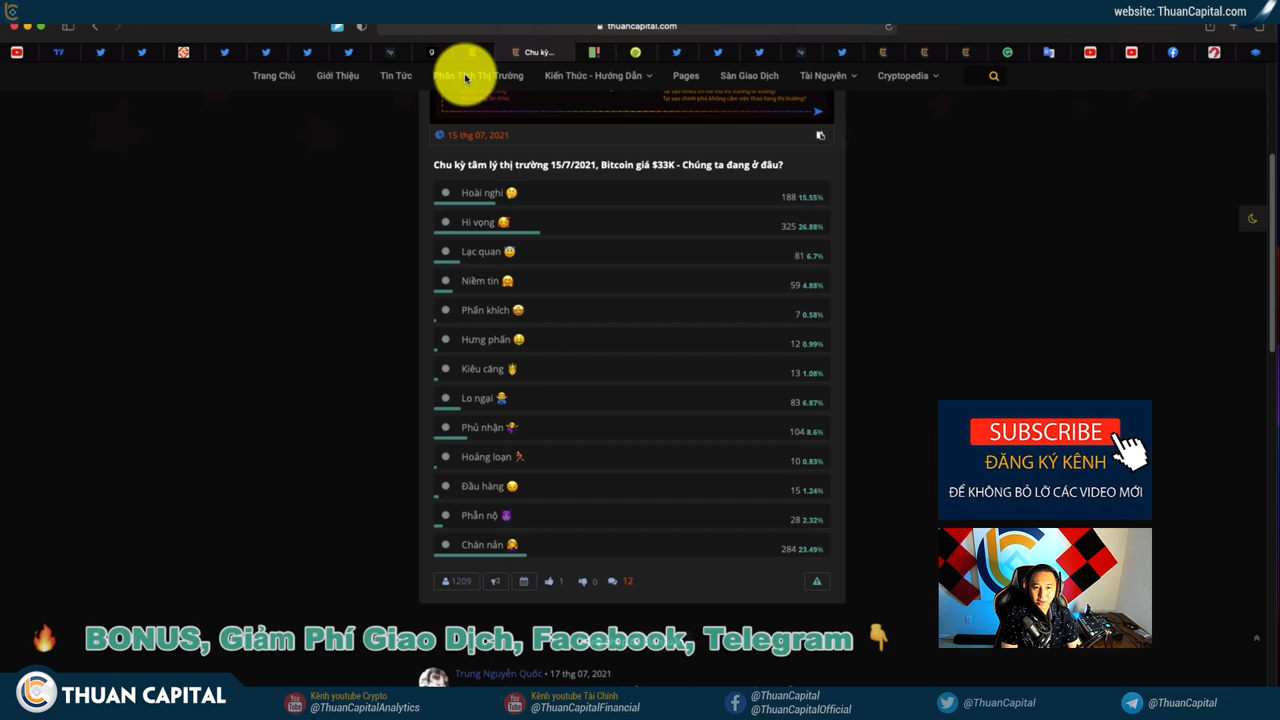 website: ThuanCapital.com
thuancapital.com
Chu kỳ...
Trang Chủ Giới Thiệu Tin Tức Phân Tích Thị Trường Kiến Thức - Hướng Dẫn Pages Sàn Giao Dịch Tài Nguyên Cryptopedia
15 thg 07, 2021
Chu kỳ tâm lý thị trường 15/7/2021, Bitcoin giá $33K - Chúng ta đang ở đâu?
Hoài nghi 🤔 188 15.55%
Hi vọng 🥰 325 26.88%
Lạc quan 😇 81 6.7%
Niềm tin 🤗 59 4.88%
Phấn khích 🤩 7 0.58%
Hưng phấn 🤑 12 0.99%
Kiêu căng 🤴 13 1.08%
Lo ngại 🙍‍♂️ 83 6.87%
Phủ nhận 🤷‍♀️ 104 8.6%
Hoảng loạn 🏃 10 0.83%
Đầu hàng 😔 15 1.24%
Phẫn nộ 😈 28 2.32%
Chán nản 🥰 284 23.49%
1209 1 0 12
SUBSCRIBE
ĐĂNG KÝ KÊNH
ĐỂ KHÔNG BỎ LỠ CÁC VIDEO MỚI
🔥 BONUS, Giảm Phí Giao Dịch, Facebook, Telegram 👇
Trung Nguyễn Quốc • 17 thg 07, 2021
THUAN CAPITAL
Kênh youtube Crypto
@ThuanCapitalAnalytics
Kênh youtube Tài Chính
@ThuanCapitalFinancial
@ThuanCapital
@ThuanCapitalOfficial
@ThuanCapital
@ThuanCapital